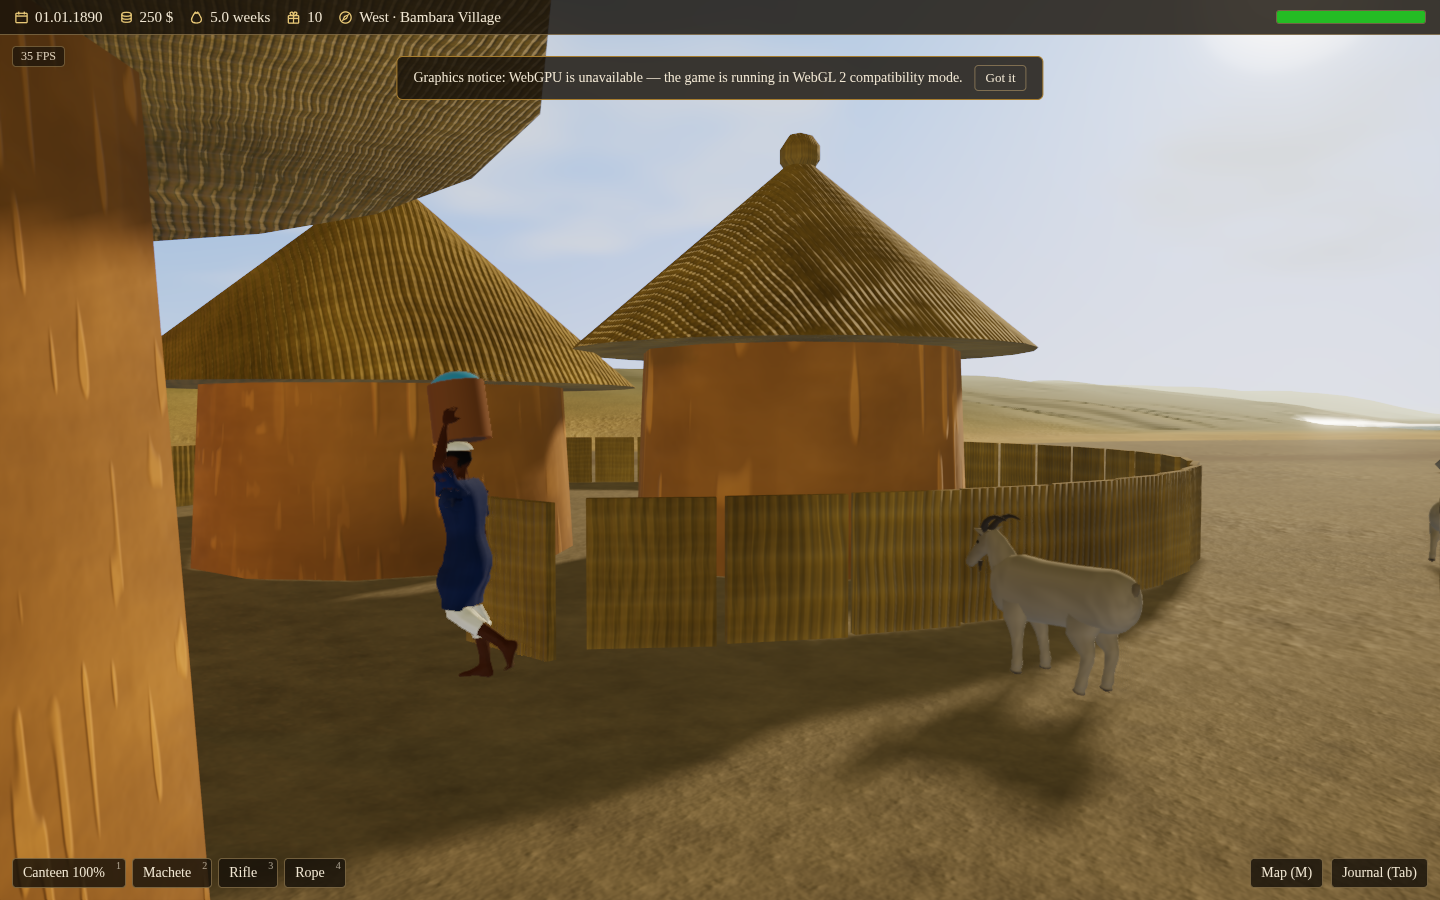 01.01.1890 250 $ 5.0 weeks 10 West · Bambara Village
35 FPS
Graphics notice: WebGPU is unavailable — the game is running in WebGL 2 compatibility mode. Got it
Canteen 100% 1 Machete 2 Rifle 3 Rope 4
Map (M) Journal (Tab)